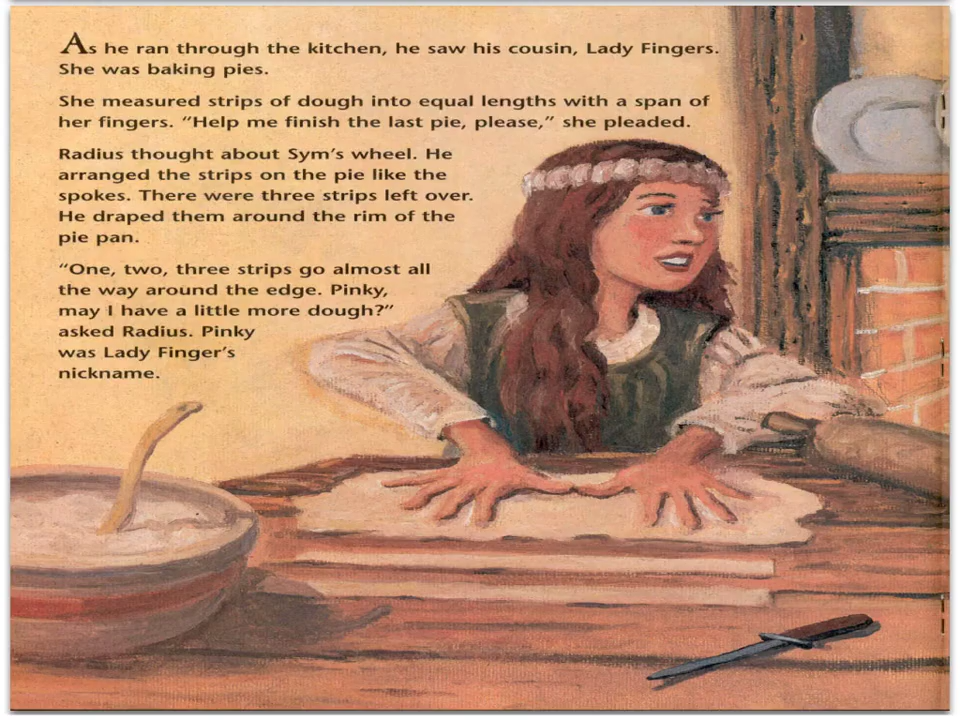 As he ran through the kitchen, he saw his cousin, Lady Fingers.
She was baking pies.
She measured strips of dough into equal lengths with a span of
her fingers. “Help me finish the last pie, please,” she pleaded.
Radius thought about Sym’s wheel. He
arranged the strips on the pie like the
spokes. There were three strips left over.
He draped them around the rim of the
pie pan.
“One, two, three strips go almost all
the way around the edge. Pinky,
may I have a little more dough?”
asked Radius. Pinky
was Lady Finger’s
nickname.